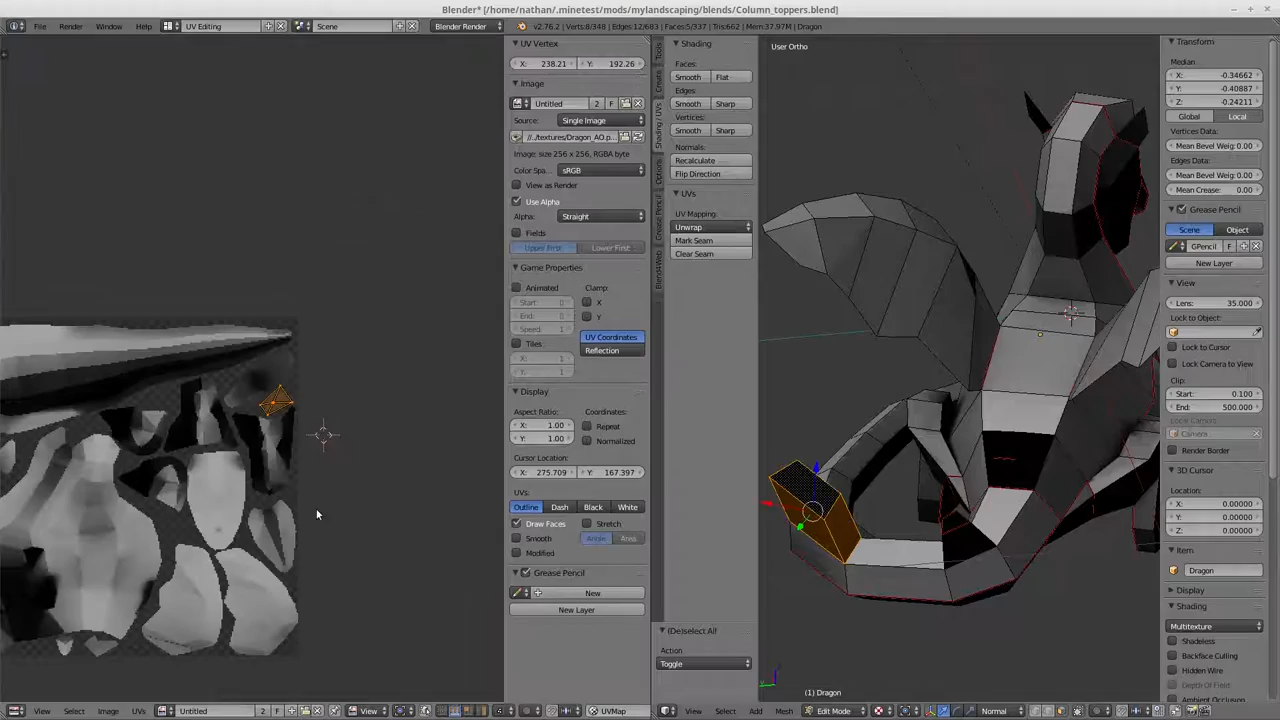 Blender* [/home/nathan/.minetest/mods/mylandscaping/blends/Column_toppers.blend]
File Render Window Help UV Editing Scene Blender Render v2.76.2 | Verts:8/348 | Edges:12/683 | Faces:5/337 | Tris:662 | Mem:37.97M | Dragon
UV Vertex
X: 238.21 Y: 192.26
Image
Untitled 2 F
Source: Single Image
//../textures/Dragon_AO.p...
Image: size 256 x 256, RGBA byte
Color Spa... sRGB
View as Render
Use Alpha
Alpha: Straight
Fields
Upper First Lower First
Game Properties
Animated Clamp:
Start: 0 X
End: 0 Y
Speed: 1
Tiles UV Coordinates
X: 1 Reflection
Y: 1
Display
Aspect Ratio: Coordinates:
X: 1.00 Repeat
Y: 1.00 Normalized
Cursor Location:
X: 275.709 Y: 167.397
UVs:
Outline Dash Black White
Draw Faces Stretch
Smooth Angle Area
Modified
Grease Pencil
New
New Layer
Tools
Create
Shading / UVs
Options
Grease Pencil
Blend4Web
Shading
Faces:
Smooth Flat
Edges:
Smooth Sharp
Vertices:
Smooth Sharp
Normals:
Recalculate
Flip Direction
UVs
UV Mapping:
Unwrap
Mark Seam
Clear Seam
(De)select All
Action
Toggle
User Ortho
(1) Dragon
Transform
Median:
X: -0.34662
Y: -0.40887
Z: -0.24211
Global Local
Vertices Data:
Mean Bevel Weig: 0.00
Edges Data:
Mean Bevel Weig: 0.00
Mean Crease: 0.00
Grease Pencil
Scene Object
GPencil F
New Layer
View
Lens: 35.000
Lock to Object:
Lock to Cursor
Lock Camera to View
Clip:
Start: 0.100
End: 500.000
Local Camera:
Camera
Render Border
3D Cursor
Location:
X: 0.00000
Y: 0.00000
Z: 0.00000
Item
Dragon
Display
Shading
Multitexture
Shadeless
Backface Culling
Hidden Wire
Depth Of Field
View Select Image UVs Untitled 2 F View UVMap
View Select Add Mesh Edit Mode Normal